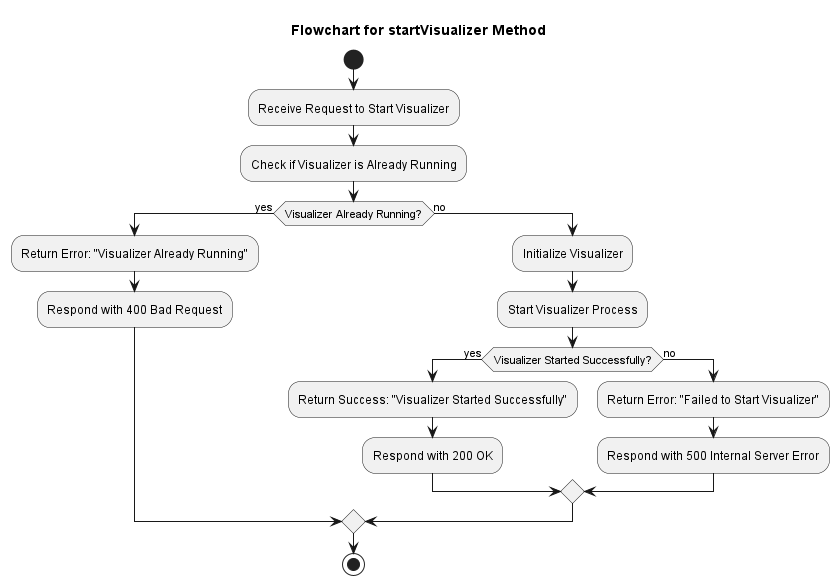 Flowchart for startVisualizer Method
Receive Request to Start Visualizer
Check if Visualizer is Already Running
yes
Visualizer Already Running?
no
Return Error: "Visualizer Already Running"
Respond with 400 Bad Request
Initialize Visualizer
Start Visualizer Process
yes
Visualizer Started Successfully?
no
Return Success: "Visualizer Started Successfully"
Respond with 200 OK
Return Error: "Failed to Start Visualizer"
Respond with 500 Internal Server Error